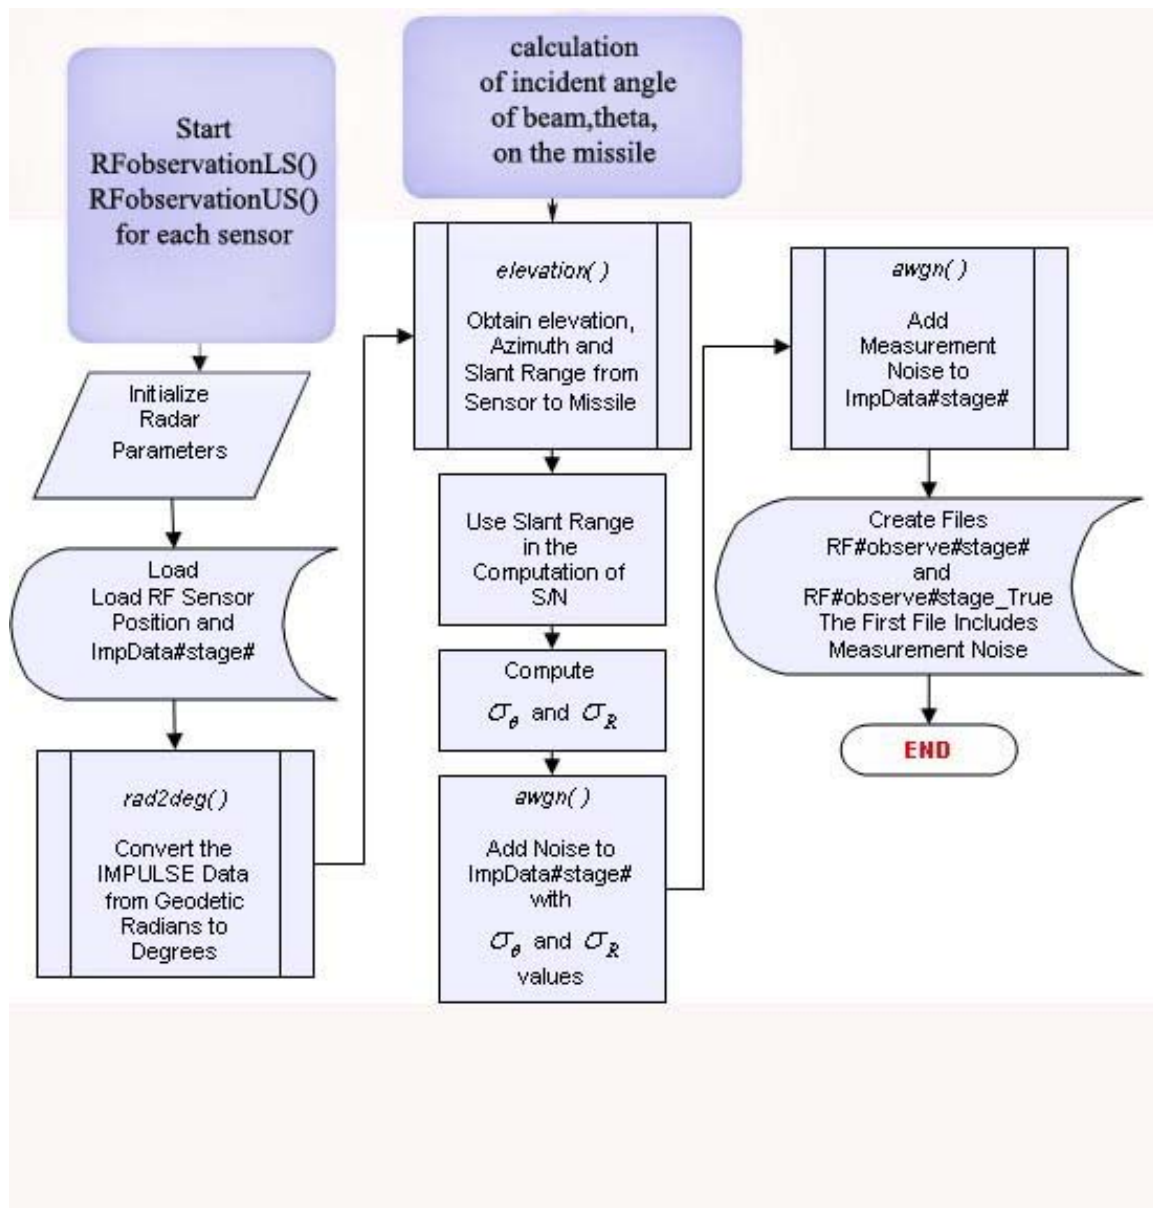 Start
RFobservationLS()
RFobservationUS()
for each sensor
Initialize
Radar
Parameters
Load
Load RF Sensor
Position and
ImpData#stage#
rad2deg()
Convert the
IMPULSE Data
from Geodetic
Radians to
Degrees
calculation
of incident angle
of beam,theta,
on the missile
elevation( )
Obtain elevation,
Azimuth and
Slant Range from
Sensor to Missile
Use Slant Range
in the
Computation of
S/N
Compute
σθ and σR
awgn( )
Add Noise to
ImpData#stage#
with
σθ and σR
values
awgn( )
Add
Measurement
Noise to
ImpData#stage#
Create Files
RF#observe#stage#
and
RF#observe#stage_True
The First File Includes
Measurement Noise
END